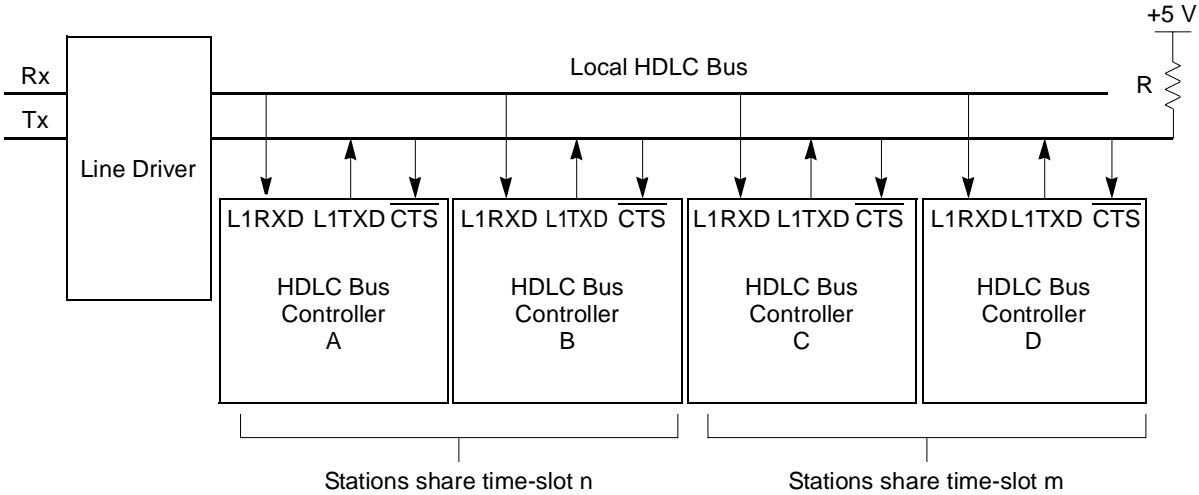 +5 V
Rx
Local HDLC Bus
R
Tx
Line Driver
L1RXD L1TXD CTS
L1RXD L1TXD CTS
L1RXD L1TXD CTS
L1RXD L1TXD CTS
HDLC Bus
Controller
A
HDLC Bus
Controller
B
HDLC Bus
Controller
C
HDLC Bus
Controller
D
Stations share time-slot n
Stations share time-slot m